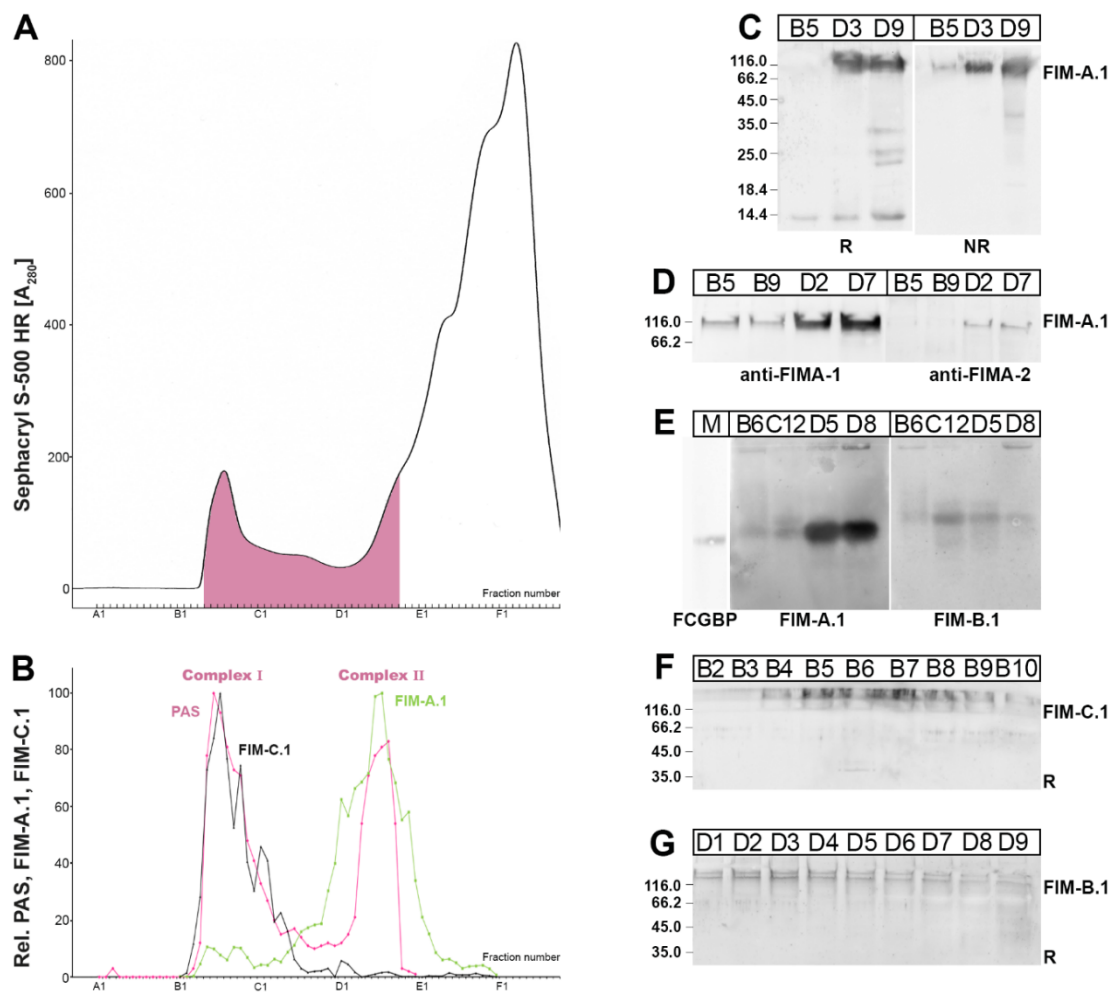 A
Sephacryl S-500 HR [A280]
800
600
400
200
0
Fraction number
A1 B1 C1 D1 E1 F1
B
Rel. PAS, FIM-A.1, FIM-C.1
Complex I Complex II
PAS FIM-A.1
FIM-C.1
100
80
60
40
20
0
Fraction number
A1 B1 C1 D1 E1 F1
C
B5 D3 D9 B5 D3 D9
116.0
66.2
45.0
35.0
25.0
18.4
14.4
FIM-A.1
R NR
D
B5 B9 D2 D7 B5 B9 D2 D7
116.0
66.2
FIM-A.1
anti-FIMA-1 anti-FIMA-2
E
M B6 C12 D5 D8 B6 C12 D5 D8
FCGBP FIM-A.1 FIM-B.1
F
B2 B3 B4 B5 B6 B7 B8 B9 B10
116.0
66.2
45.0
35.0
FIM-C.1
R
G
D1 D2 D3 D4 D5 D6 D7 D8 D9
116.0
66.2
45.0
35.0
FIM-B.1
R